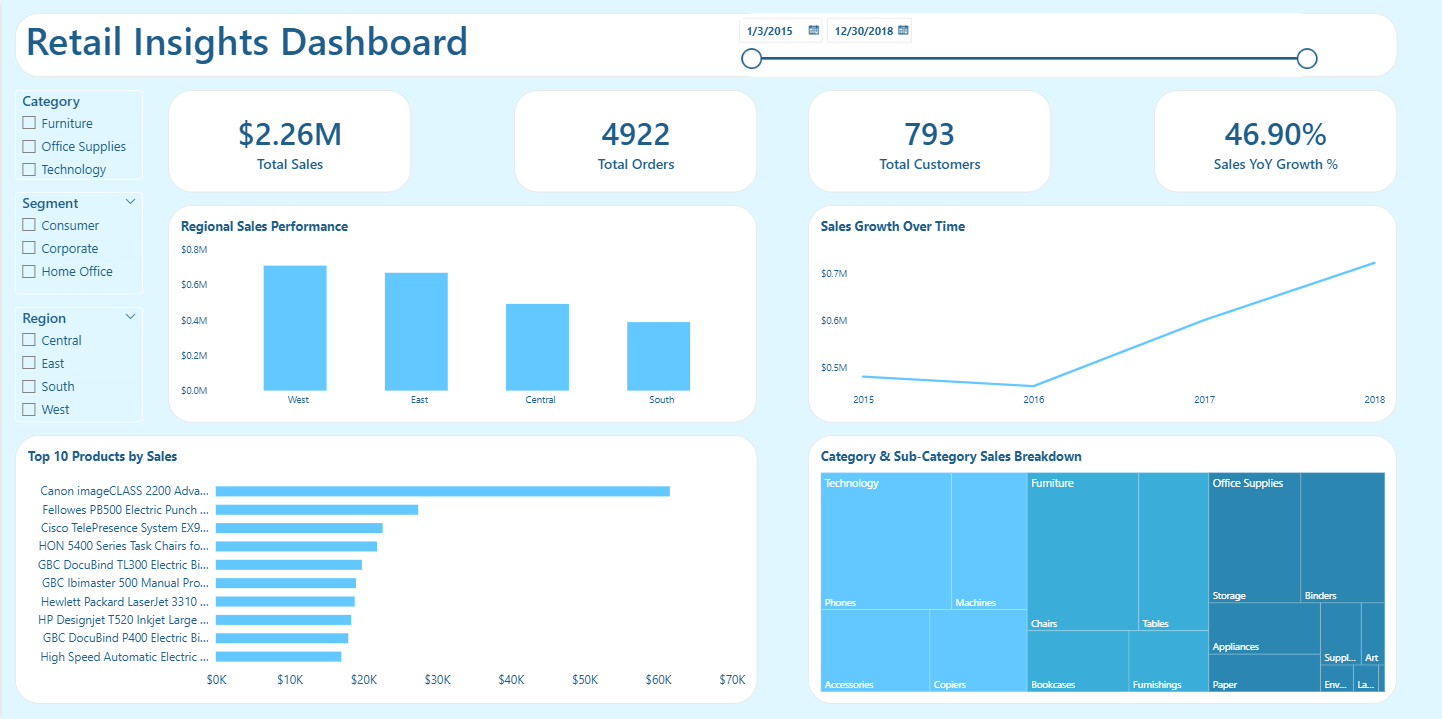 Retail Insights Dashboard
1/3/2015
12/30/2018
Category
Furniture
Office Supplies
Technology
Segment
Consumer
Corporate
Home Office
Region
Central
East
South
West
$2.26M
Total Sales
4922
Total Orders
793
Total Customers
46.90%
Sales YoY Growth %
Regional Sales Performance
$0.8M
$0.6M
$0.4M
$0.2M
$0.0M
West East Central South
Sales Growth Over Time
$0.7M
$0.6M
$0.5M
2015 2016 2017 2018
Top 10 Products by Sales
Canon imageCLASS 2200 Adva...
Fellowes PB500 Electric Punch ...
Cisco TelePresence System EX9...
HON 5400 Series Task Chairs fo...
GBC DocuBind TL300 Electric Bi...
GBC Ibimaster 500 Manual Pro...
Hewlett Packard LaserJet 3310 ...
HP Designjet T520 Inkjet Large ...
GBC DocuBind P400 Electric Bi...
High Speed Automatic Electric ...
$0K $10K $20K $30K $40K $50K $60K $70K
Category & Sub-Category Sales Breakdown
Technology
Phones
Machines
Accessories
Copiers
Furniture
Chairs
Tables
Bookcases
Furnishings
Office Supplies
Storage
Binders
Appliances
Paper
Suppl...
Art
Env...
La...